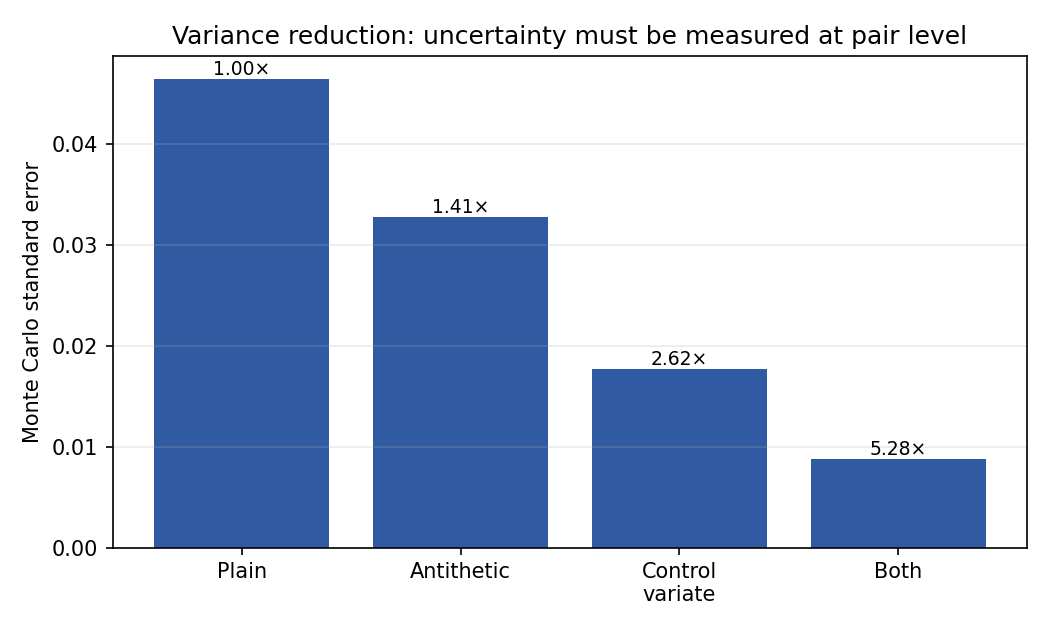 Variance reduction: uncertainty must be measured at pair level
Monte Carlo standard error
0.04
0.03
0.02
0.01
0.00
1.00×
1.41×
2.62×
5.28×
Plain
Antithetic
Control
variate
Both